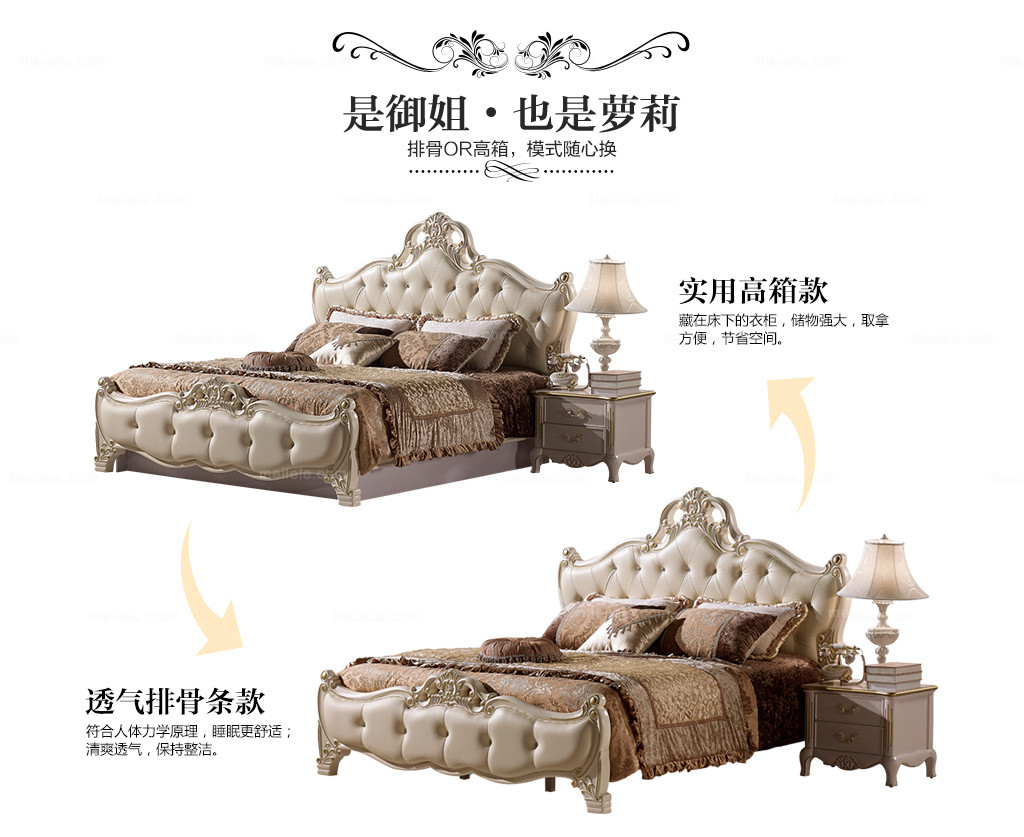 是御姐·也是萝莉
排骨OR高箱，模式随心换
实用高箱款
藏在床下的衣柜，储物强大，取拿
方便，节省空间。
透气排骨条款
符合人体力学原理，睡眠更舒适；
清爽透气，保持整洁。